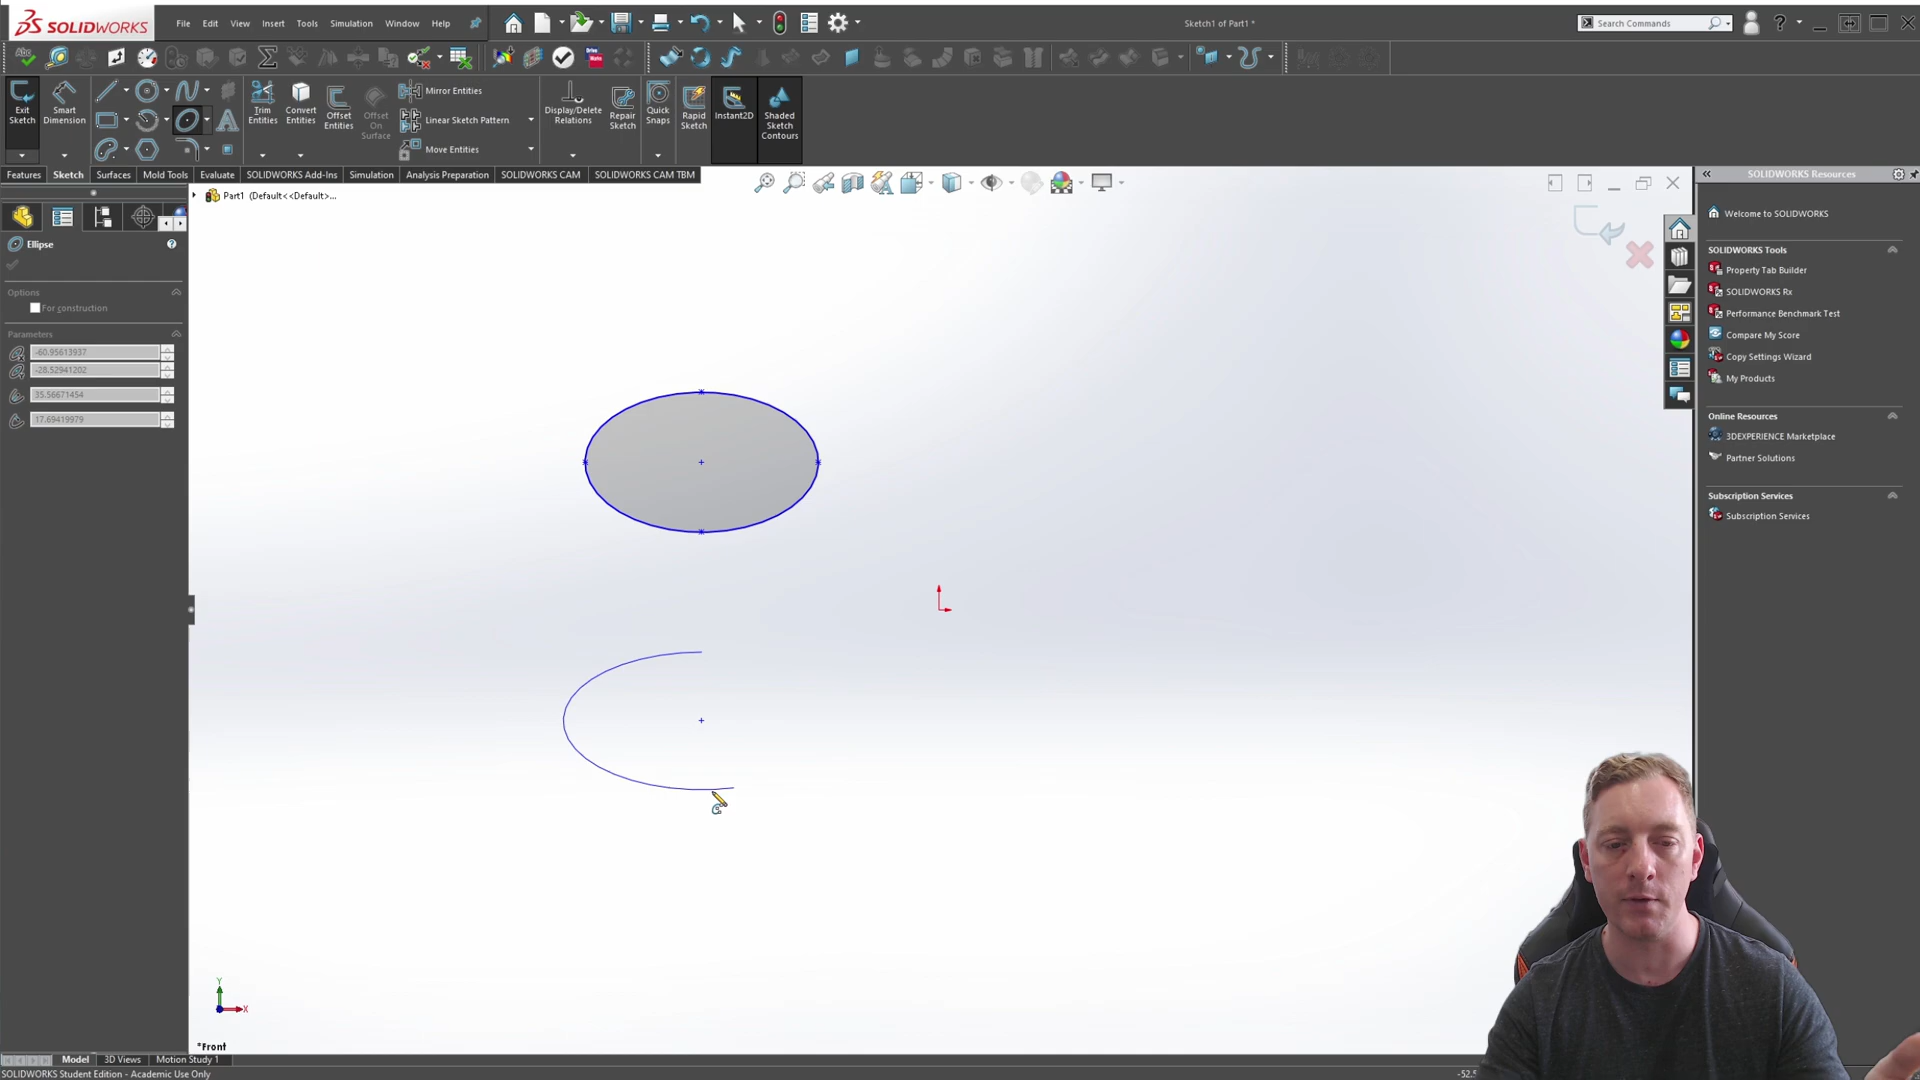 SOLIDWORKS
File Edit View Insert Tools Simulation Window Help
Sketch1 of Part1 *
Search Commands
Exit Sketch
Smart Dimension
Trim Entities
Convert Entities
Offset Entities
Offset On Surface
Mirror Entities
Linear Sketch Pattern
Move Entities
Display/Delete Relations
Repair Sketch
Quick Snaps
Rapid Sketch
Instant2D
Shaded Sketch Contours
Features Sketch Surfaces Mold Tools Evaluate SOLIDWORKS Add-Ins Simulation Analysis Preparation SOLIDWORKS CAM SOLIDWORKS CAM TBM
Part1 (Default<<Default>...
Ellipse
Options
For construction
Parameters
-60.95613937
-28.52941202
35.56671454
17.69419979
SOLIDWORKS Resources
Welcome to SOLIDWORKS
SOLIDWORKS Tools
Property Tab Builder
SOLIDWORKS Rx
Performance Benchmark Test
Compare My Score
Copy Settings Wizard
My Products
Online Resources
3DEXPERIENCE Marketplace
Partner Solutions
Subscription Services
Subscription Services
Y
X
*Front
Model 3D Views Motion Study 1
SOLIDWORKS Student Edition - Academic Use Only